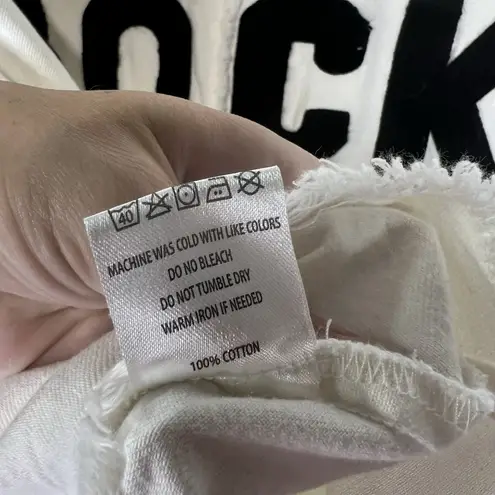 OCK
40
MACHINE WAS COLD WITH LIKE COLORS
DO NO BLEACH
DO NOT TUMBLE DRY
WARM IRON IF NEEDED
100% COTTON